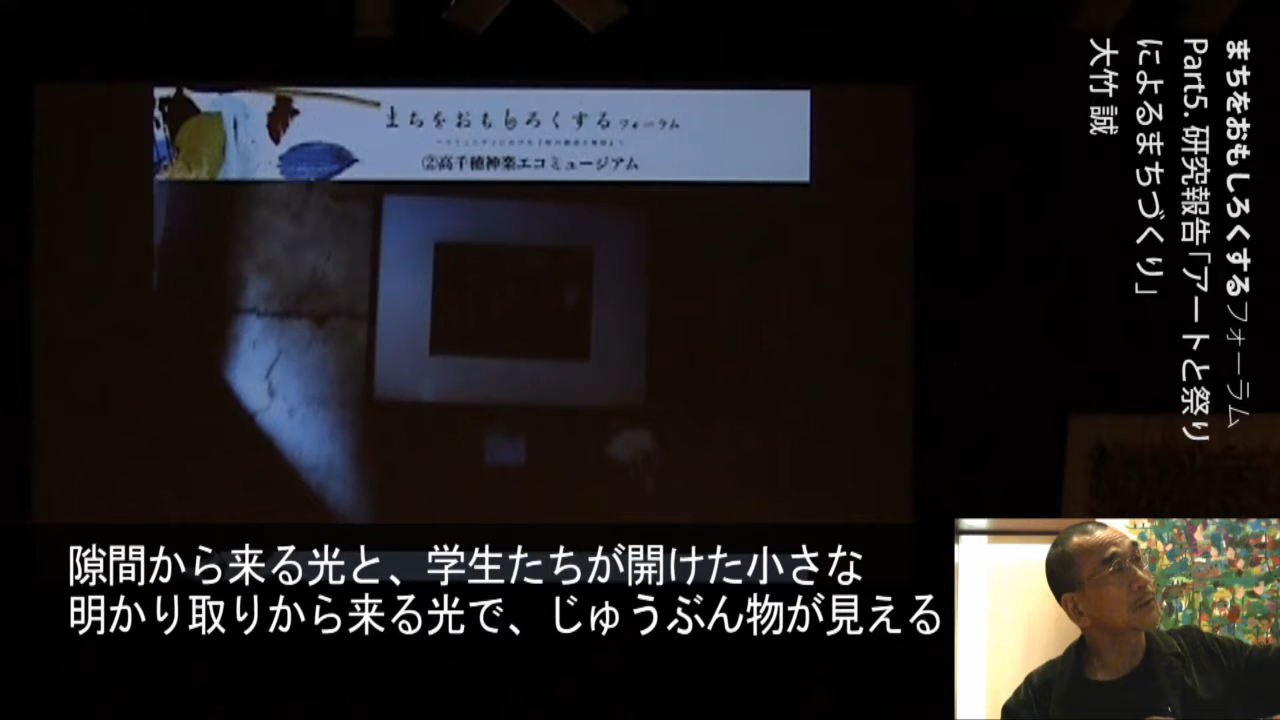 まちをおもしろくするフォーラム
Part5. 研究報告「アートと祭り
によるまちづくり」
大竹 誠
まちをおもしろくする フォーラム
②高千穂神楽エコミュージアム
隙間から来る光と、学生たちが開けた小さな
明かり取りから来る光で、じゅうぶん物が見える